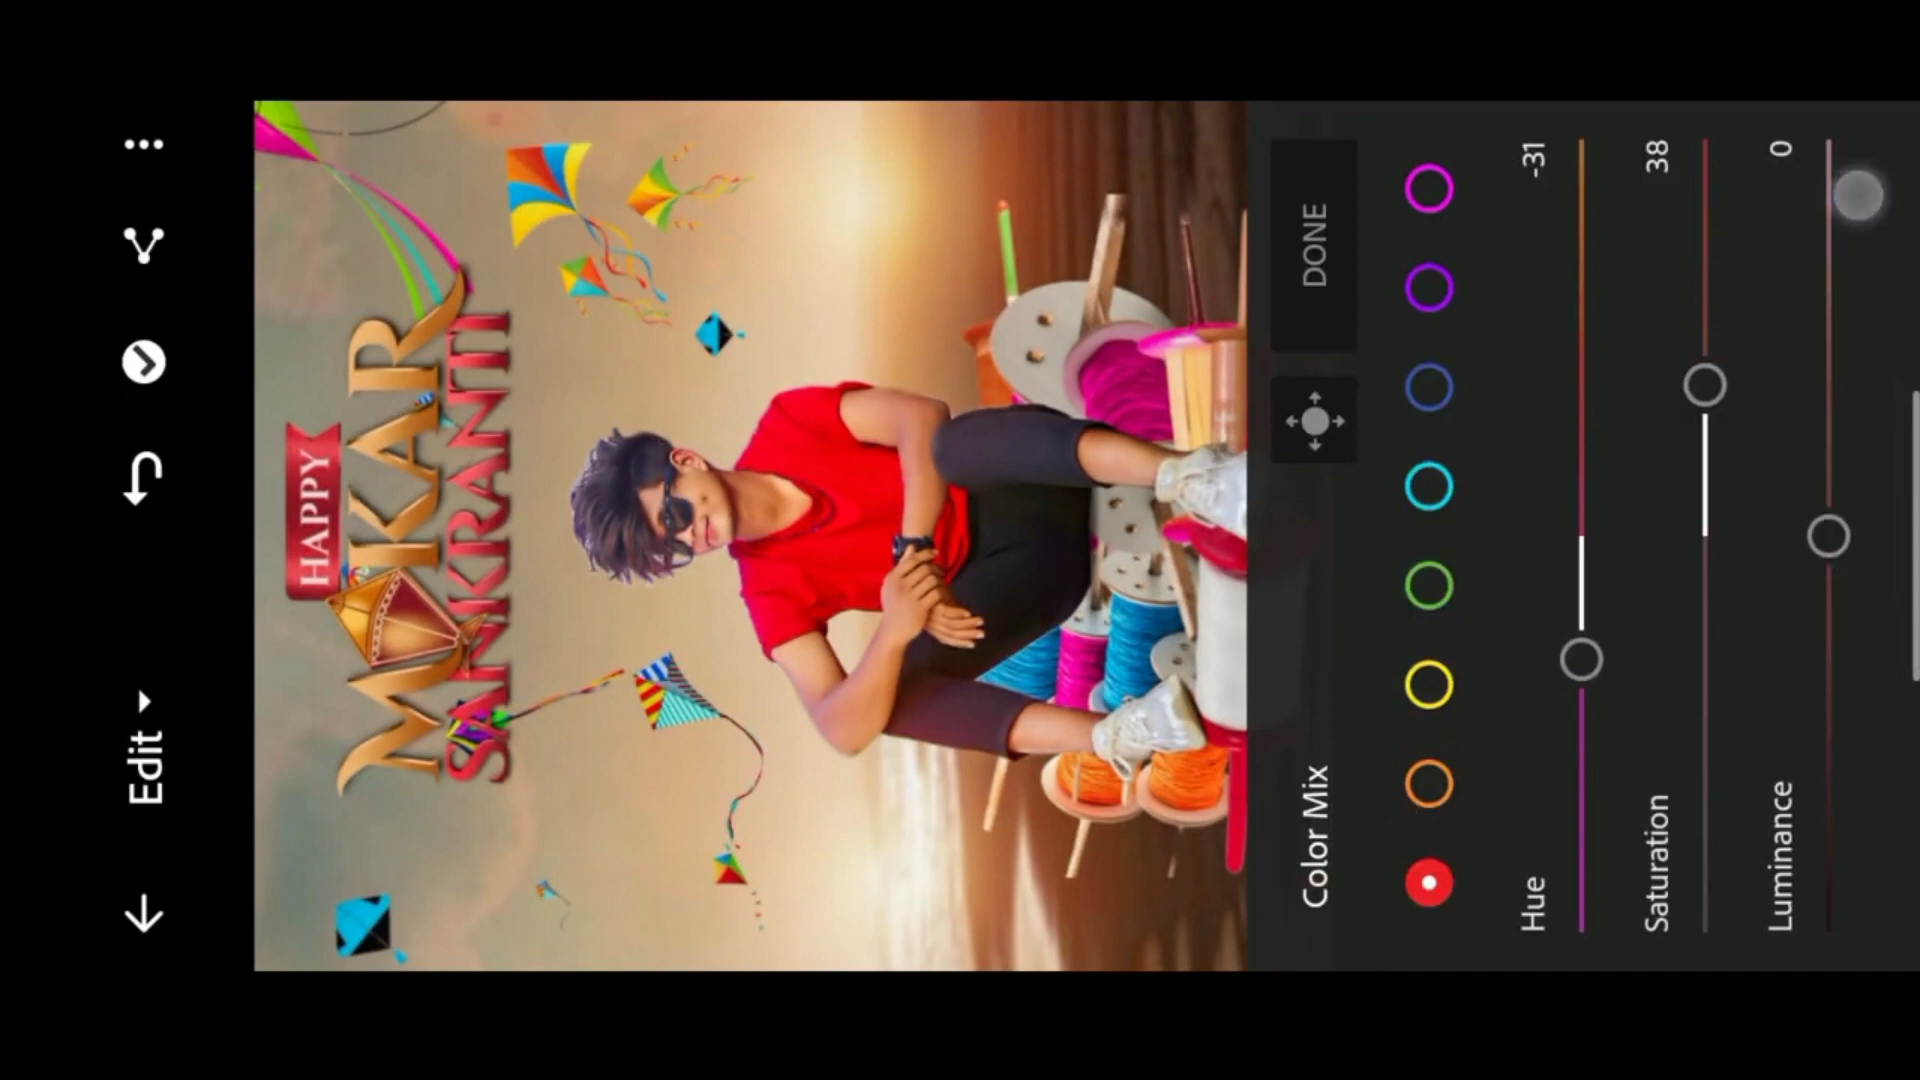 Edit
HAPPY
MAKAR
SANKRANTI
Color Mix
DONE
Hue
-31
Saturation
38
Luminance
0